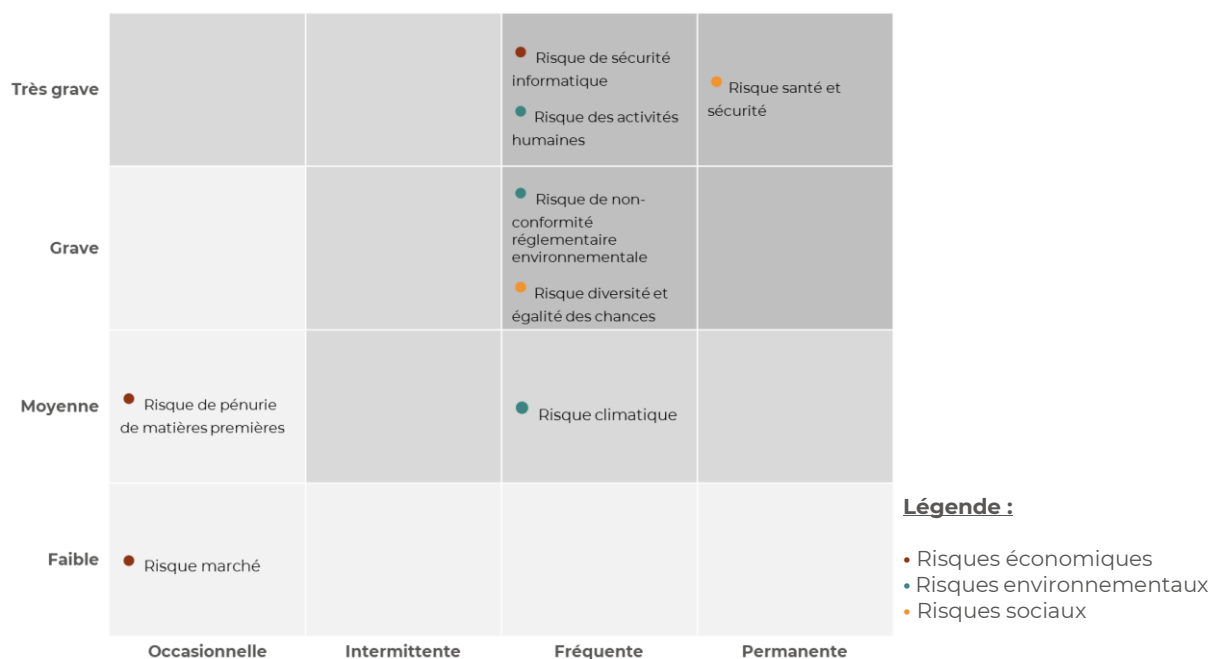 Très grave
• Risque de sécurité
informatique
• Risque des activités
humaines
• Risque santé et
sécurité
Grave
• Risque de non-
conformité
réglementaire
environnementale
• Risque diversité et
égalité des chances
Moyenne
• Risque de pénurie
de matières premières
• Risque climatique
Faible
• Risque marché
Occasionnelle
Intermittente
Fréquente
Permanente
Légende :
• Risques économiques
• Risques environnementaux
• Risques sociaux